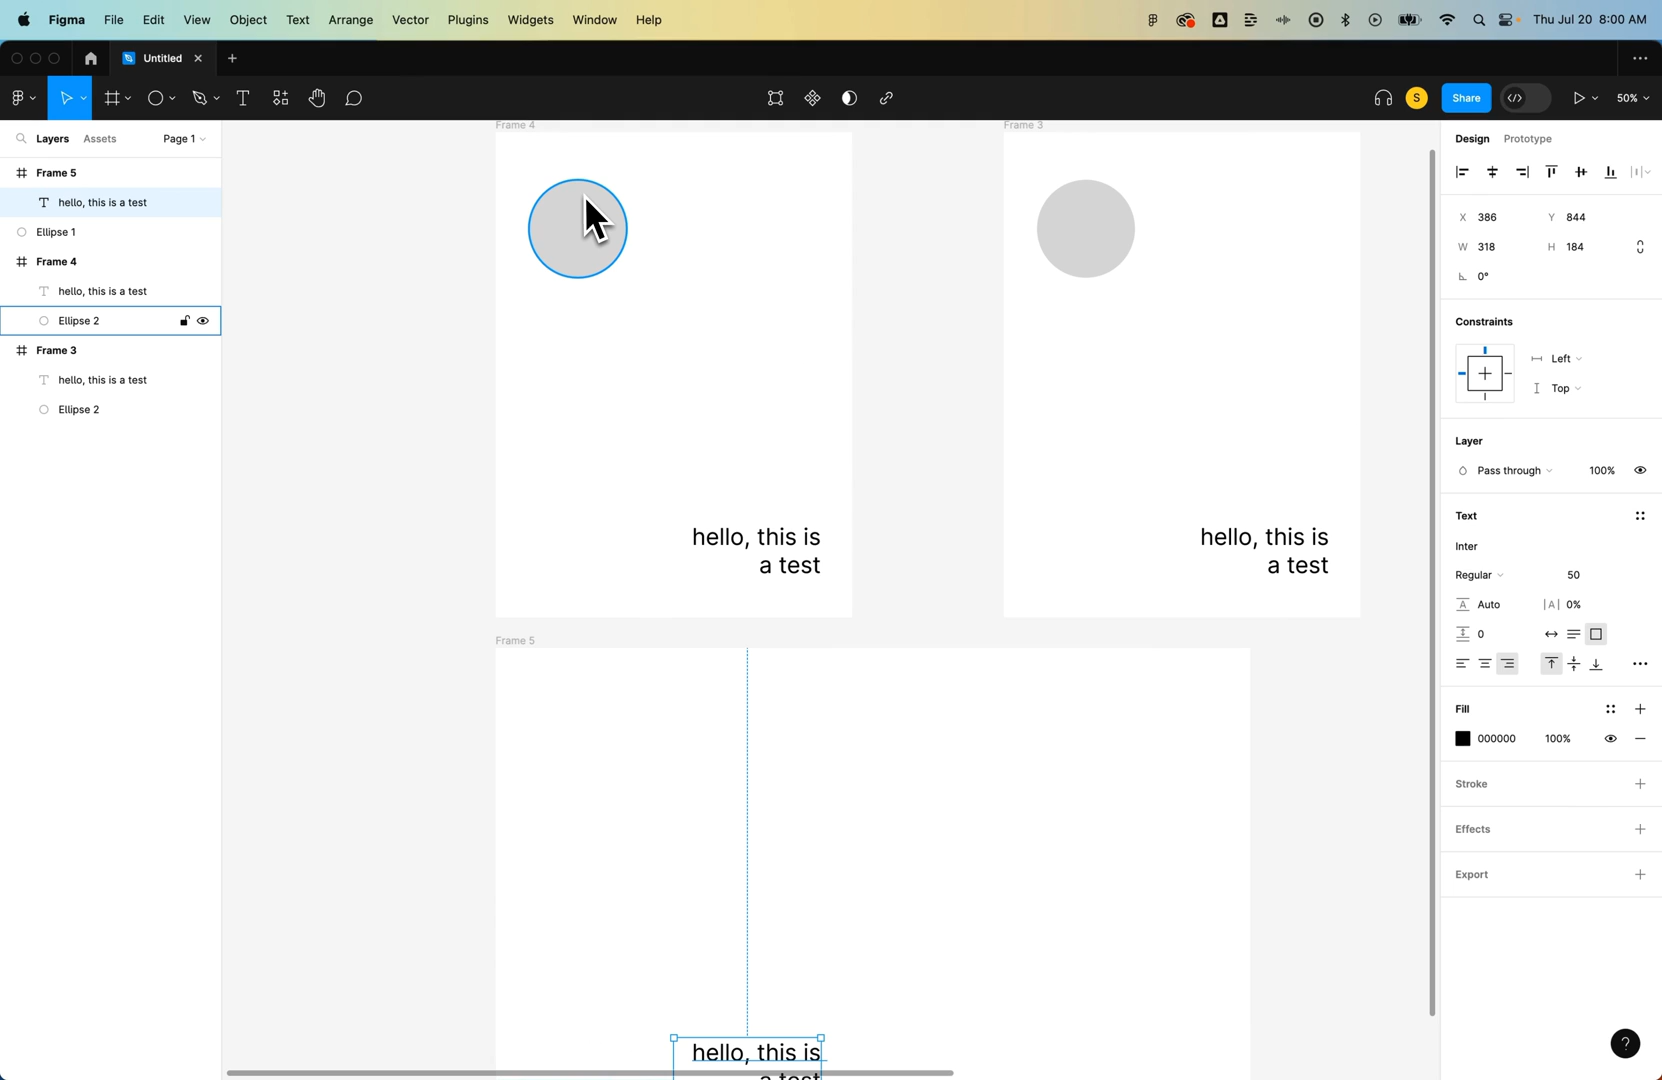 Figma File Edit View Object Text Arrange Vector Plugins Widgets Window Help Thu Jul 20 8:00 AM
Untitled
S Share 50%
Layers Assets Page 1
Frame 5
hello, this is a test
Ellipse 1
Frame 4
hello, this is a test
Ellipse 2
Frame 3
hello, this is a test
Ellipse 2
Frame 4
Frame 3
hello, this is
a test
hello, this is
a test
Frame 5
hello, this is
a test
Design Prototype
X 386 Y 844
W 318 H 184
0°
Constraints
Left
Top
Layer
Pass through 100%
Text
Inter
Regular 50
A Auto |A| 0%
0
Fill
000000 100%
Stroke
Effects
Export
?